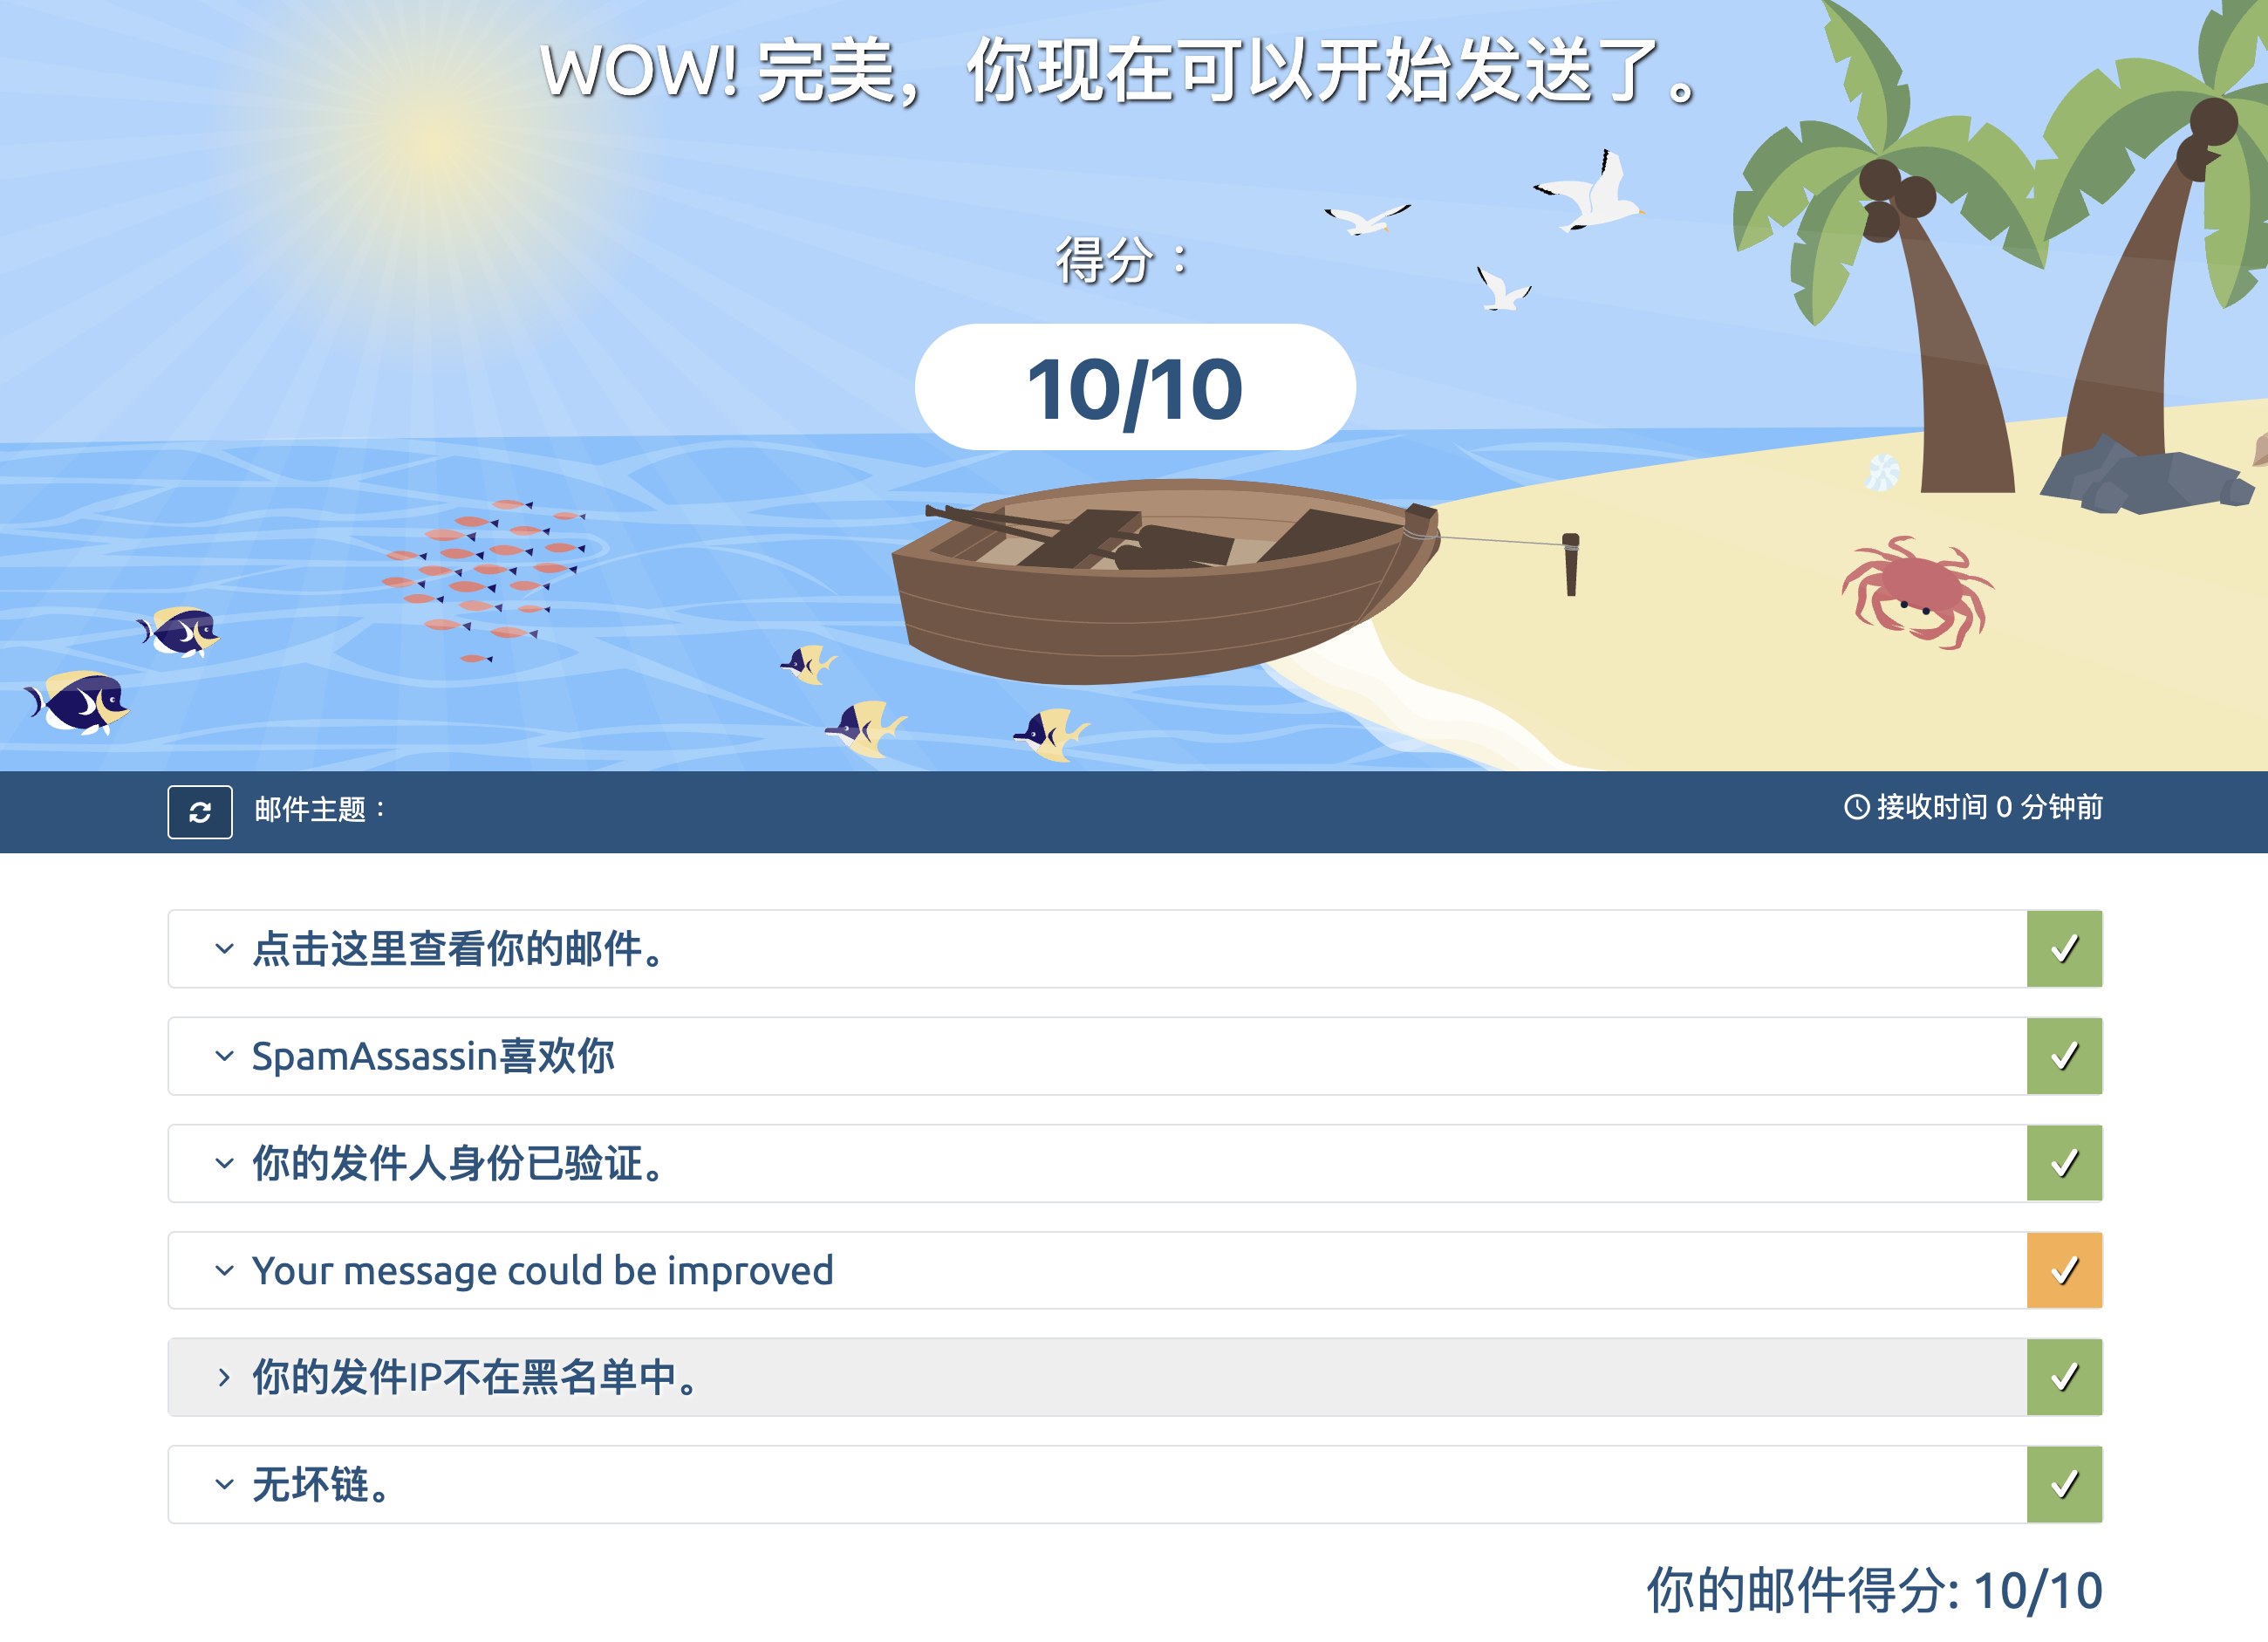 WOW! 完美， 你现在可以开始发送了。
得分：
10/10
邮件主题：
接收时间 0 分钟前
点击这里查看你的邮件。
SpamAssassin喜欢你
你的发件人身份已验证。
Your message could be improved
你的发件IP不在黑名单中。
无坏链。
你的邮件得分: 10/10